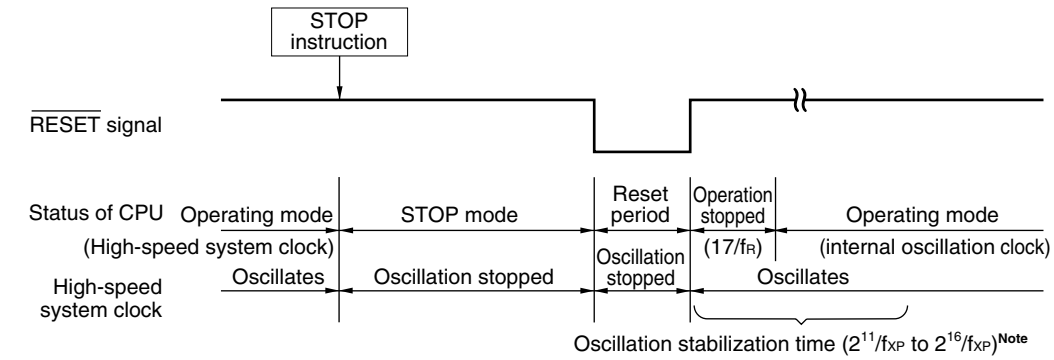 STOP
instruction
RESET signal
Reset
period
Operation
stopped
Status of CPU
Operating mode
STOP mode
Operating mode
(High-speed system clock)
(17/fR)
(internal oscillation clock)
Oscillation
stopped
High-speed
system clock
Oscillates
Oscillation stopped
Oscillates
Oscillation stabilization time (2^11/fXP to 2^16/fXP)Note